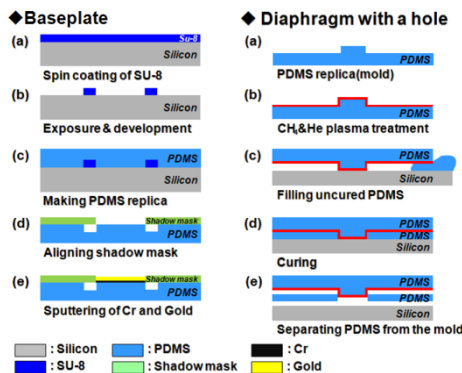 ◆Baseplate
(a)
Su-8
Silicon
Spin coating of SU-8
(b)
Silicon
Exposure & development
(c)
PDMS
Silicon
Making PDMS replica
(d)
Shadow mask
PDMS
Aligning shadow mask
(e)
Shadow mask
PDMS
Sputtering of Cr and Gold
◆Diaphragm with a hole
(a)
PDMS
PDMS replica(mold)
(b)
PDMS
CH₄&He plasma treatment
(c)
PDMS
Silicon
Filling uncured PDMS
(d)
PDMS
PDMS
Silicon
Curing
(e)
PDMS
PDMS
Silicon
Separating PDMS from the mold
: Silicon
: PDMS
: Cr
: SU-8
: Shadow mask
: Gold